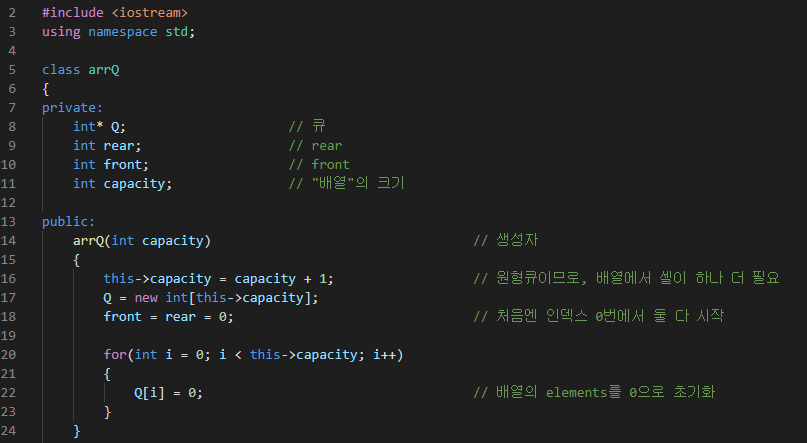 2 #include <iostream>
3 using namespace std;
4
5 class arrQ
6 {
7 private:
8 int* Q; // 큐
9 int rear; // rear
10 int front; // front
11 int capacity; // "배열"의 크기
12
13 public:
14 arrQ(int capacity) // 생성자
15 {
16 this->capacity = capacity + 1; // 원형큐이므로, 배열에서 셀이 하나 더 필요
17 Q = new int[this->capacity];
18 front = rear = 0; // 처음엔 인덱스 0번에서 둘 다 시작
19
20 for(int i = 0; i < this->capacity; i++)
21 {
22 Q[i] = 0; // 배열의 elements를 0으로 초기화
23 }
24 }